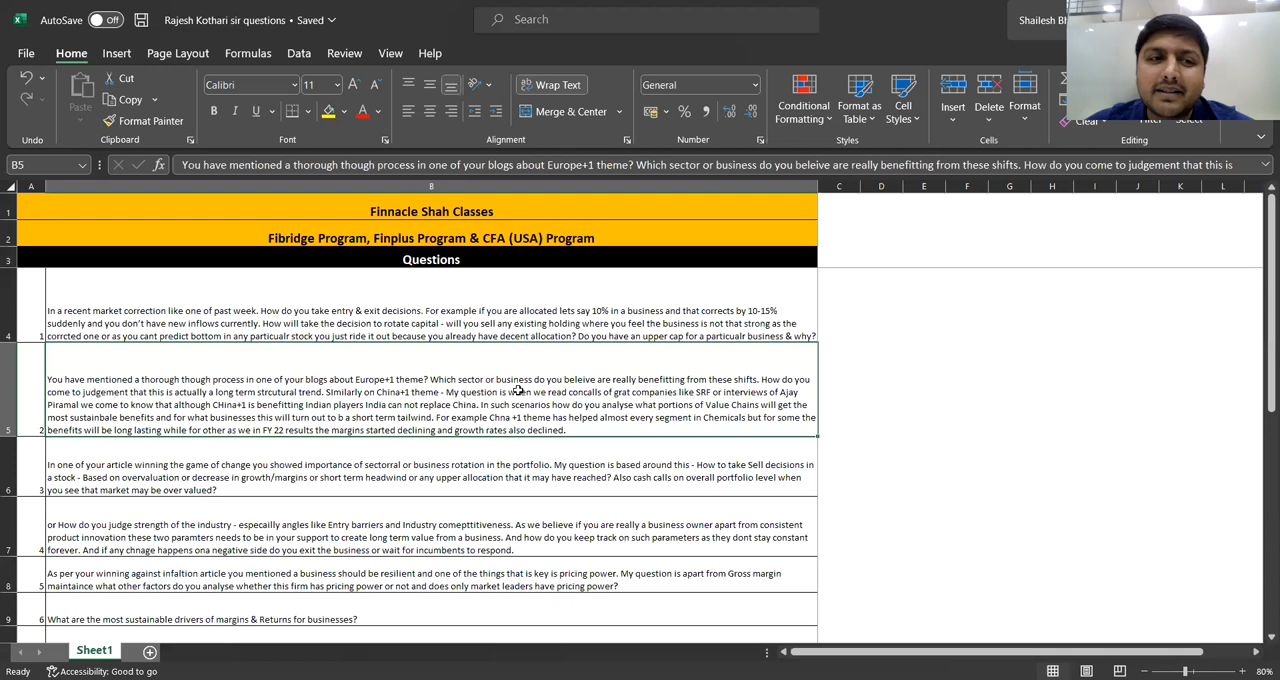 AutoSave Off Rajesh Kothari sir questions • Saved Search Shailesh Bh
File Home Insert Page Layout Formulas Data Review View Help
Cut
Copy
Format Painter
Paste
Calibri 11
B I U
Wrap Text
Merge & Center
General
Conditional Formatting
Format as Table
Cell Styles
Insert Delete Format
Clear
Undo Clipboard Font Alignment Number Styles Cells Editing
B5 fx You have mentioned a thorough though process in one of your blogs about Europe+1 theme? Which sector or business do you beleive are really benefitting from these shifts. How do you come to judgement that this is
A B C D E F G H I J K L
1 Finnacle Shah Classes
2 Fibridge Program, Finplus Program & CFA (USA) Program
3 Questions
In a recent market correction like one of past week. How do you take entry & exit decisions. For example if you are allocated lets say 10% in a business and that corrects by 10-15%
suddenly and you don't have new inflows currently. How will take the decision to rotate capital - will you sell any existing holding where you feel the business is not that strong as the
4 1 corrcted one or as you cant predict bottom in any particualr stock you just ride it out because you already have decent allocation? Do you have an upper cap for a particualr business & why?
You have mentioned a thorough though process in one of your blogs about Europe+1 theme? Which sector or business do you beleive are really benefitting from these shifts. How do you
come to judgement that this is actually a long term strcutural trend. SImilarly on China+1 theme - My question is when we read concalls of grat companies like SRF or interviews of Ajay
Piramal we come to know that although CHina+1 is benefitting Indian players India can not replace China. In such scenarios how do you analyse what portions of Value Chains will get the
most sustainbale benefits and for what businesses this will turn out to be a short term tailwind. For example Chna +1 theme has helped almost every segment in Chemicals but for some the
5 2 benefits will be long lasting while for other as we in FY 22 results the margins started declining and growth rates also declined.
In one of your article winning the game of change you showed importance of sectorral or business rotation in the portfolio. My question is based around this - How to take Sell decisions in
a stock - Based on overvaluation or decrease in growth/margins or short term headwind or any upper allocation that it may have reached? Also cash calls on overall portfolio level when
6 3 you see that market may be over valued?
or How do you judge strength of the industry - especailly angles like Entry barriers and Industry comepttitiveness. As we believe if you are really a business owner apart from consistent
product innovation these two paramters needs to be in your support to create long term value from a business. And how do you keep track on such parameters as they dont stay constant
7 4 forever. And if any chnage happens ona negative side do you exit the business or wait for incumbents to respond.
As per your winning against infaltion article you mentioned a business should be resilient and one of the things that is key is pricing power. My question is apart from Gross margin
8 5 maintaince what other factors do you analyse whether this firm has pricing power or not and does only market leaders have pricing power?
9 6 What are the most sustainable drivers of margins & Returns for businesses?
Sheet1
Ready Accessibility: Good to go 80%